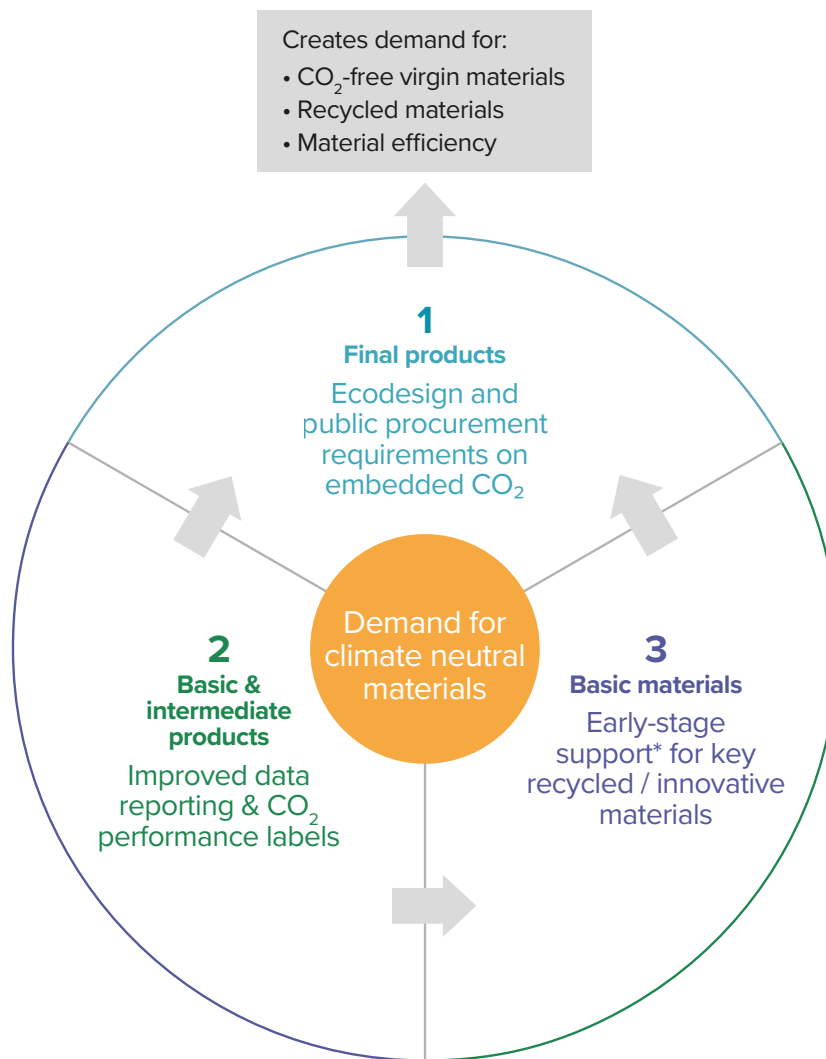 Creates demand for:
• CO₂-free virgin materials
• Recycled materials
• Material efficiency
1
Final products
Ecodesign and
public procurement
requirements on
embedded CO₂
Demand for
climate neutral
materials
2
Basic &
intermediate
products
Improved data
reporting & CO₂
performance labels
3
Basic materials
Early-stage
support* for key
recycled / innovative
materials